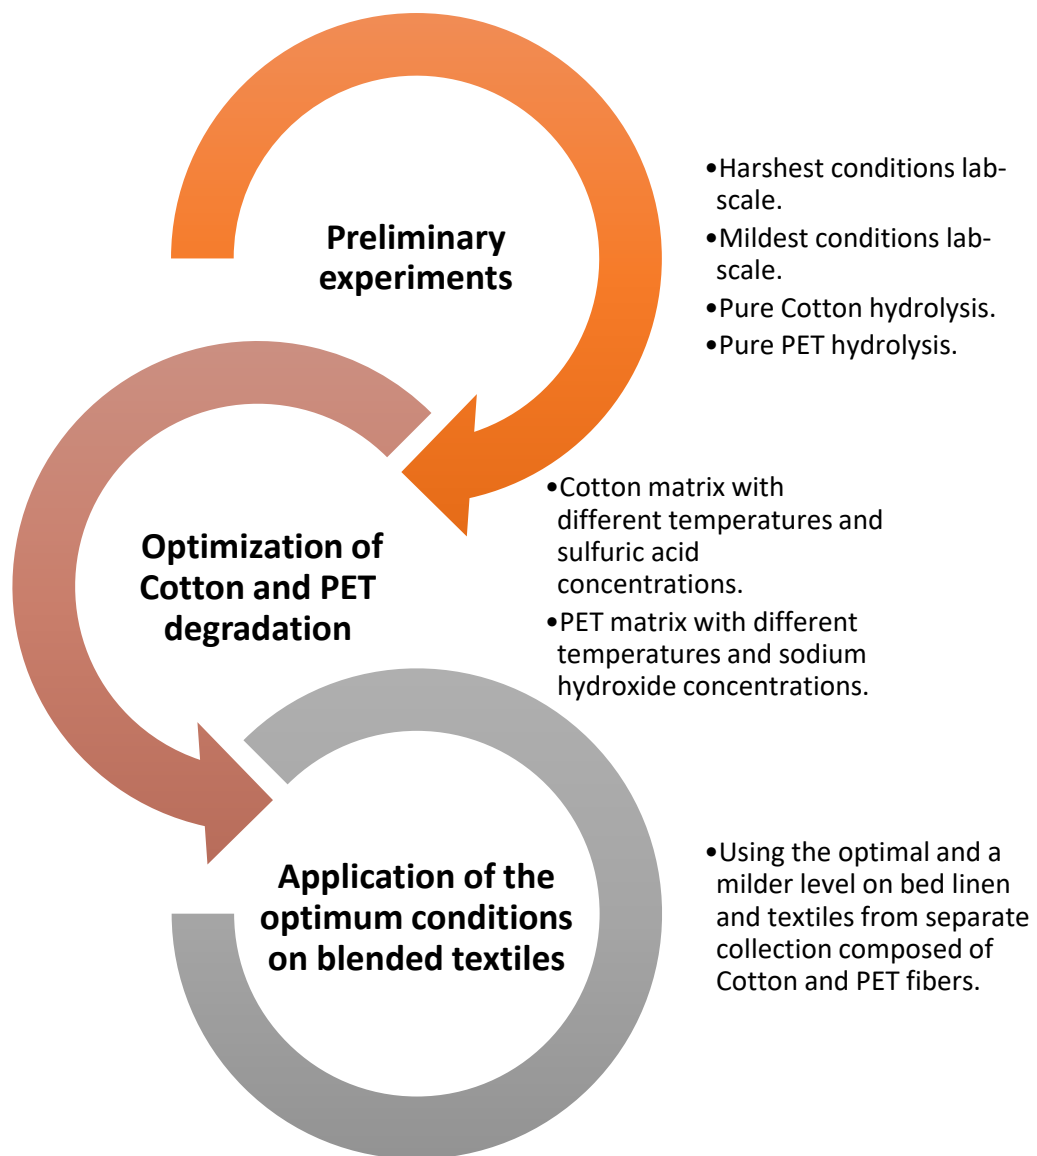 Preliminary
experiments
•Harshest conditions lab-
scale.
•Mildest conditions lab-
scale.
•Pure Cotton hydrolysis.
•Pure PET hydrolysis.
Optimization of
Cotton and PET
degradation
•Cotton matrix with
different temperatures and
sulfuric acid
concentrations.
•PET matrix with different
temperatures and sodium
hydroxide concentrations.
Application of the
optimum conditions
on blended textiles
•Using the optimal and a
milder level on bed linen
and textiles from separate
collection composed of
Cotton and PET fibers.